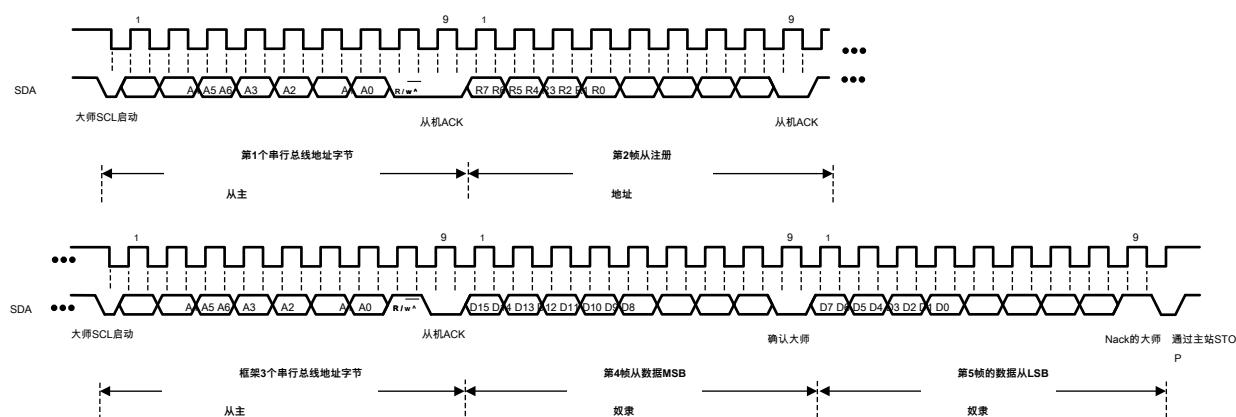 1 9 1 9
SDA
A A5 A6 A3 A2 A A0 R/w^ R7 R6 R5 R4 R3 R2 R1 R0
大师SCL启动 从机ACK 从机ACK
第1个串行总线地址字节 第2帧从注册
从主 地址
1 9 1 9 1 9
SDA
A A5 A6 A3 A2 A A0 R/w^ D15 D14 D13 D12 D11 D10 D9 D8 D7 D6 D5 D4 D3 D2 D1 D0
大师SCL启动 从机ACK 确认大师 Nack的大师 通过主站STO
P
框架3个串行总线地址字节 第4帧从数据MSB 第5帧的数据从LSB
从主 奴隶 奴隶